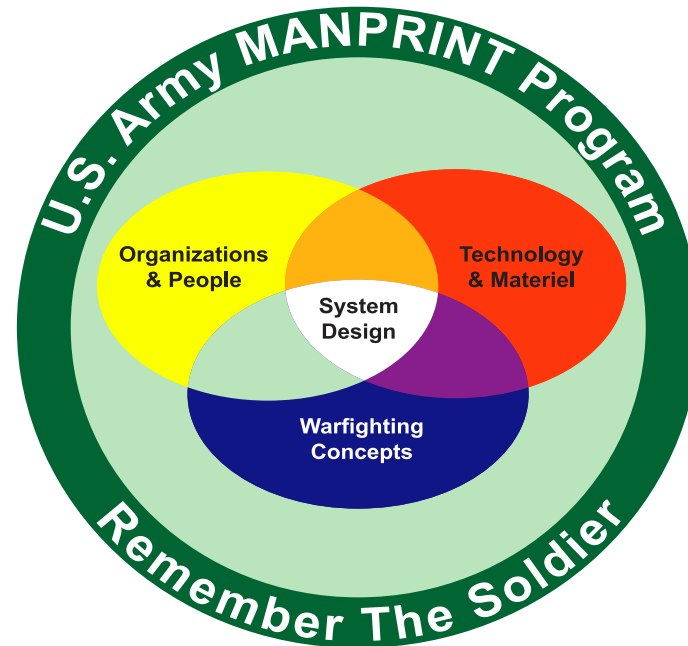 U.S. Army MANPRINT Program
Organizations
& People
Technology
& Materiel
System
Design
Warfighting
Concepts
Remember The Soldier